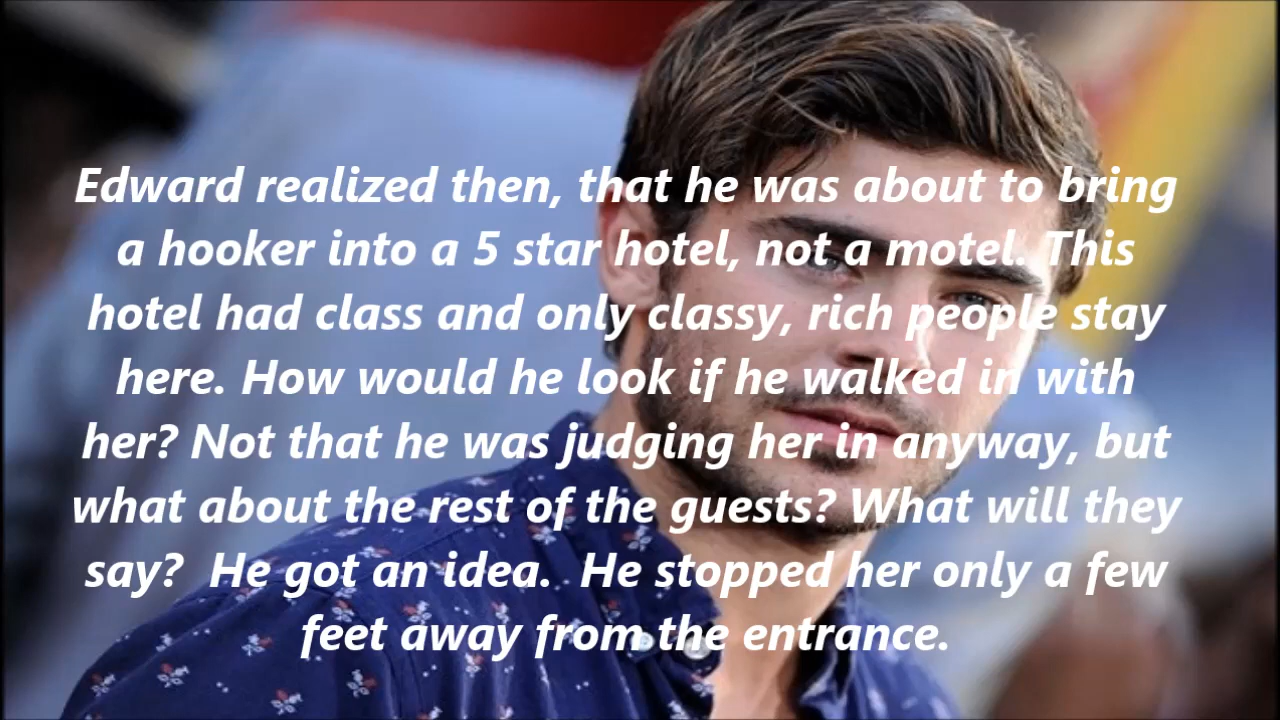 Edward realized then, that he was about to bring
a hooker into a 5 star hotel, not a motel. This
hotel had class and only classy, rich people stay
here. How would he look if he walked in with
her? Not that he was judging her in anyway, but
what about the rest of the guests? What will they
say?  He got an idea.  He stopped her only a few
feet away from the entrance.